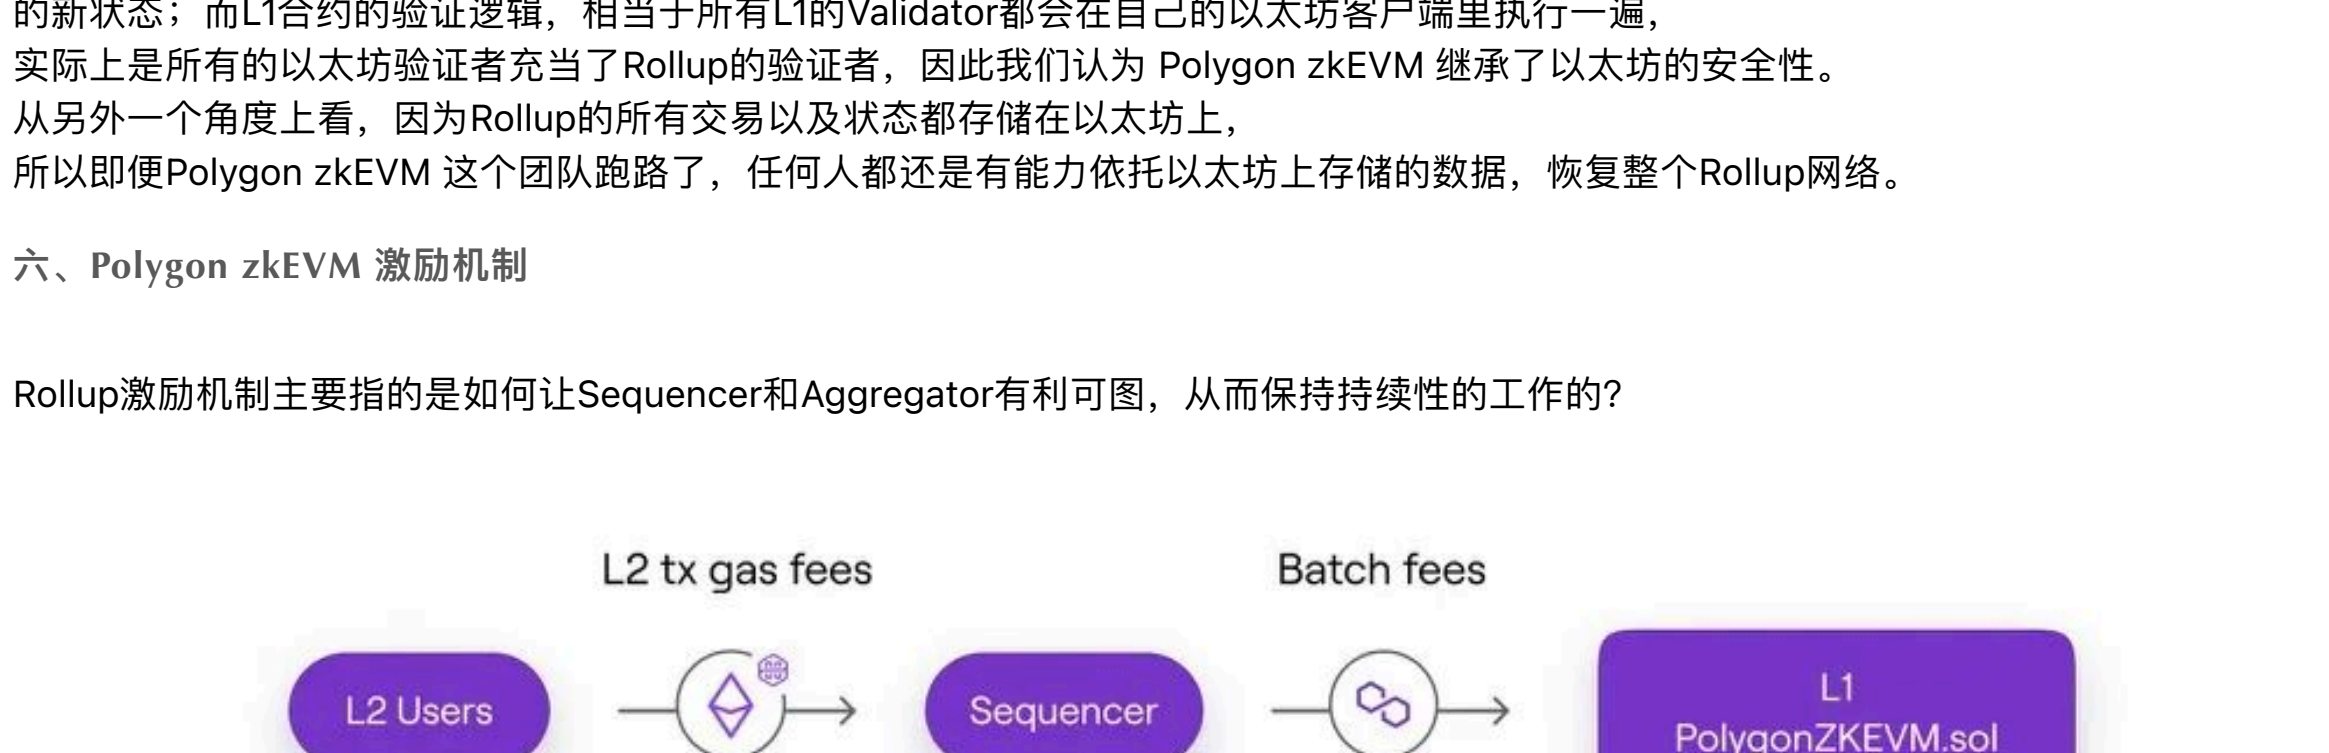 的新状态；而L1合约的验证逻辑，相当于所有L1的Validator都会在自己的以太坊客户端里执行一遍，
实际上是所有的以太坊验证者充当了Rollup的验证者，因此我们认为 Polygon zkEVM 继承了以太坊的安全性。
从另外一个角度上看，因为Rollup的所有交易以及状态都存储在以太坊上，
所以即便Polygon zkEVM 这个团队跑路了，任何人都还是有能力依托以太坊上存储的数据，恢复整个Rollup网络。
六、Polygon zkEVM 激励机制
Rollup激励机制主要指的是如何让Sequencer和Aggregator有利可图，从而保持持续性的工作的？
L2 tx gas fees
Batch fees
L2 Users
Sequencer
L1
PolygonZKEVM.sol